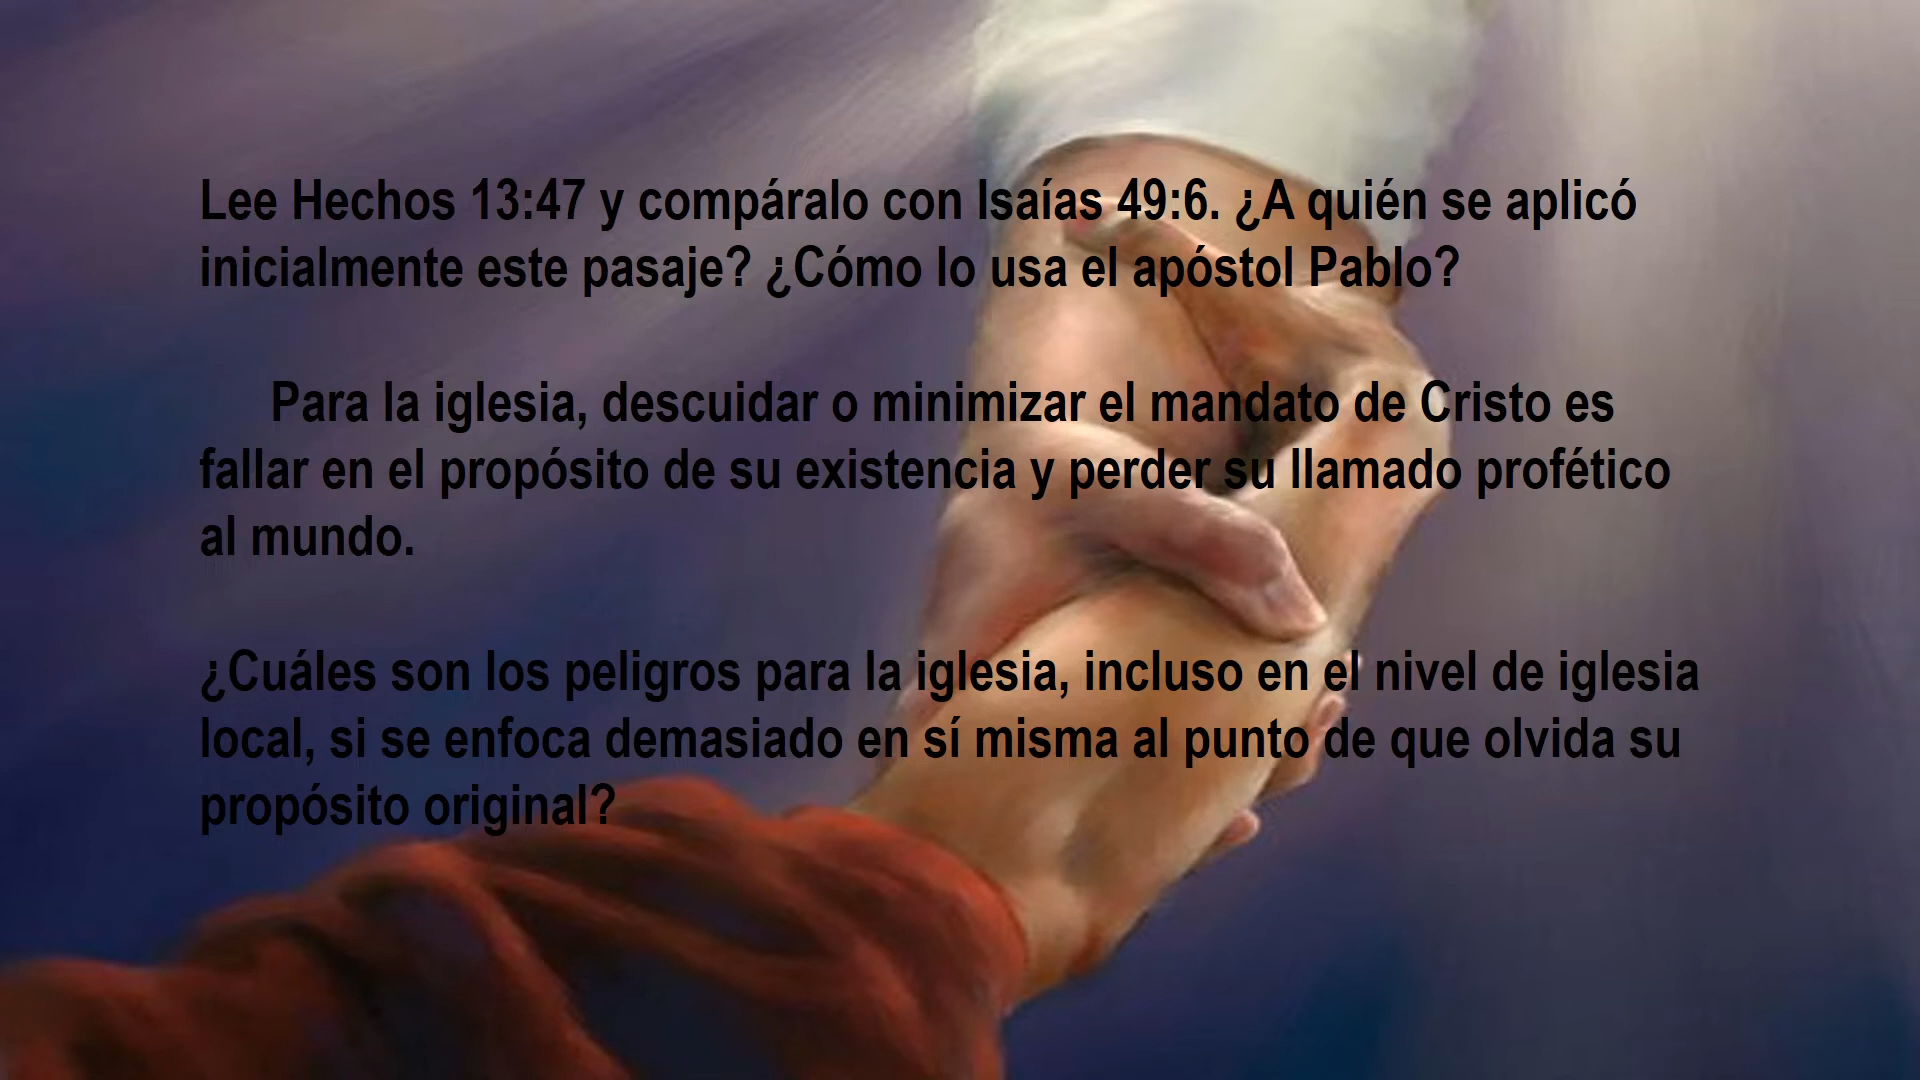 Lee Hechos 13:47 y compáralo con Isaías 49:6. ¿A quién se aplicó
inicialmente este pasaje? ¿Cómo lo usa el apóstol Pablo?
Para la iglesia, descuidar o minimizar el mandato de Cristo es
fallar en el propósito de su existencia y perder su llamado profético
al mundo.
¿Cuáles son los peligros para la iglesia, incluso en el nivel de iglesia
local, si se enfoca demasiado en sí misma al punto de que olvida su
propósito original?